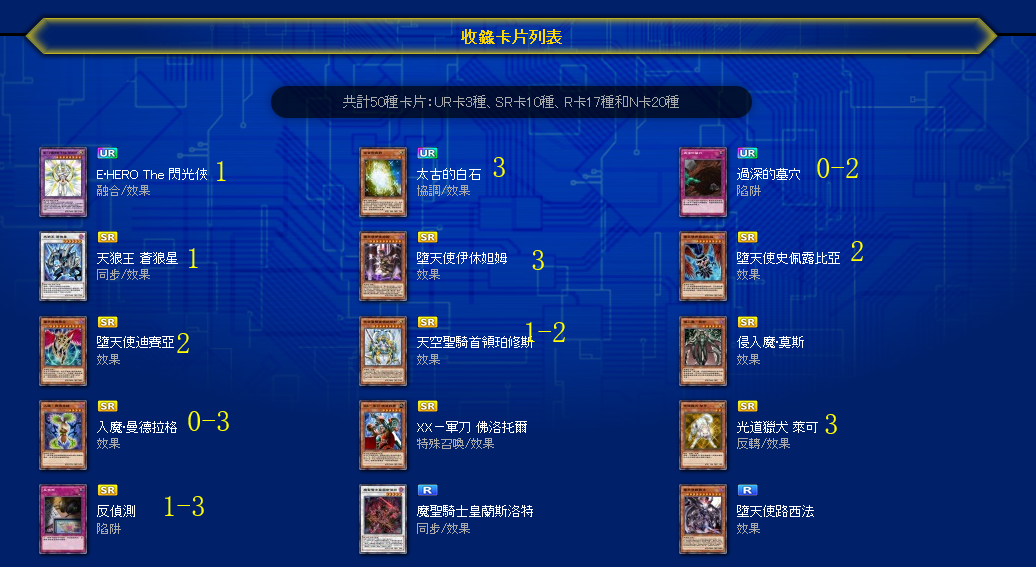 收錄卡片列表
共計50種卡片：UR卡3種、SR卡10種、R卡17種和N卡20種
UR
E・HERO The 閃光俠 1
融合/效果
UR
太古的白石 3
協調/效果
UR
過深的墓穴 0-2
陷阱
SR
天狼王 蒼狼星 1
同步/效果
SR
墮天使伊休妲姆 3
效果
SR
墮天使史佩露比亞 2
效果
SR
墮天使迪賽亞 2
效果
SR
天空聖騎首領珀修斯 1-2
效果
SR
侵入魔・莫斯
效果
SR
入魔・曼德拉格 0-3
效果
SR
XX－軍刀 佛洛托爾
特殊召喚/效果
SR
光道獵犬 萊可 3
反轉/效果
SR
反偵測 1-3
陷阱
R
魔聖騎士皇蘭斯洛特
同步/效果
R
墮天使路西法
效果